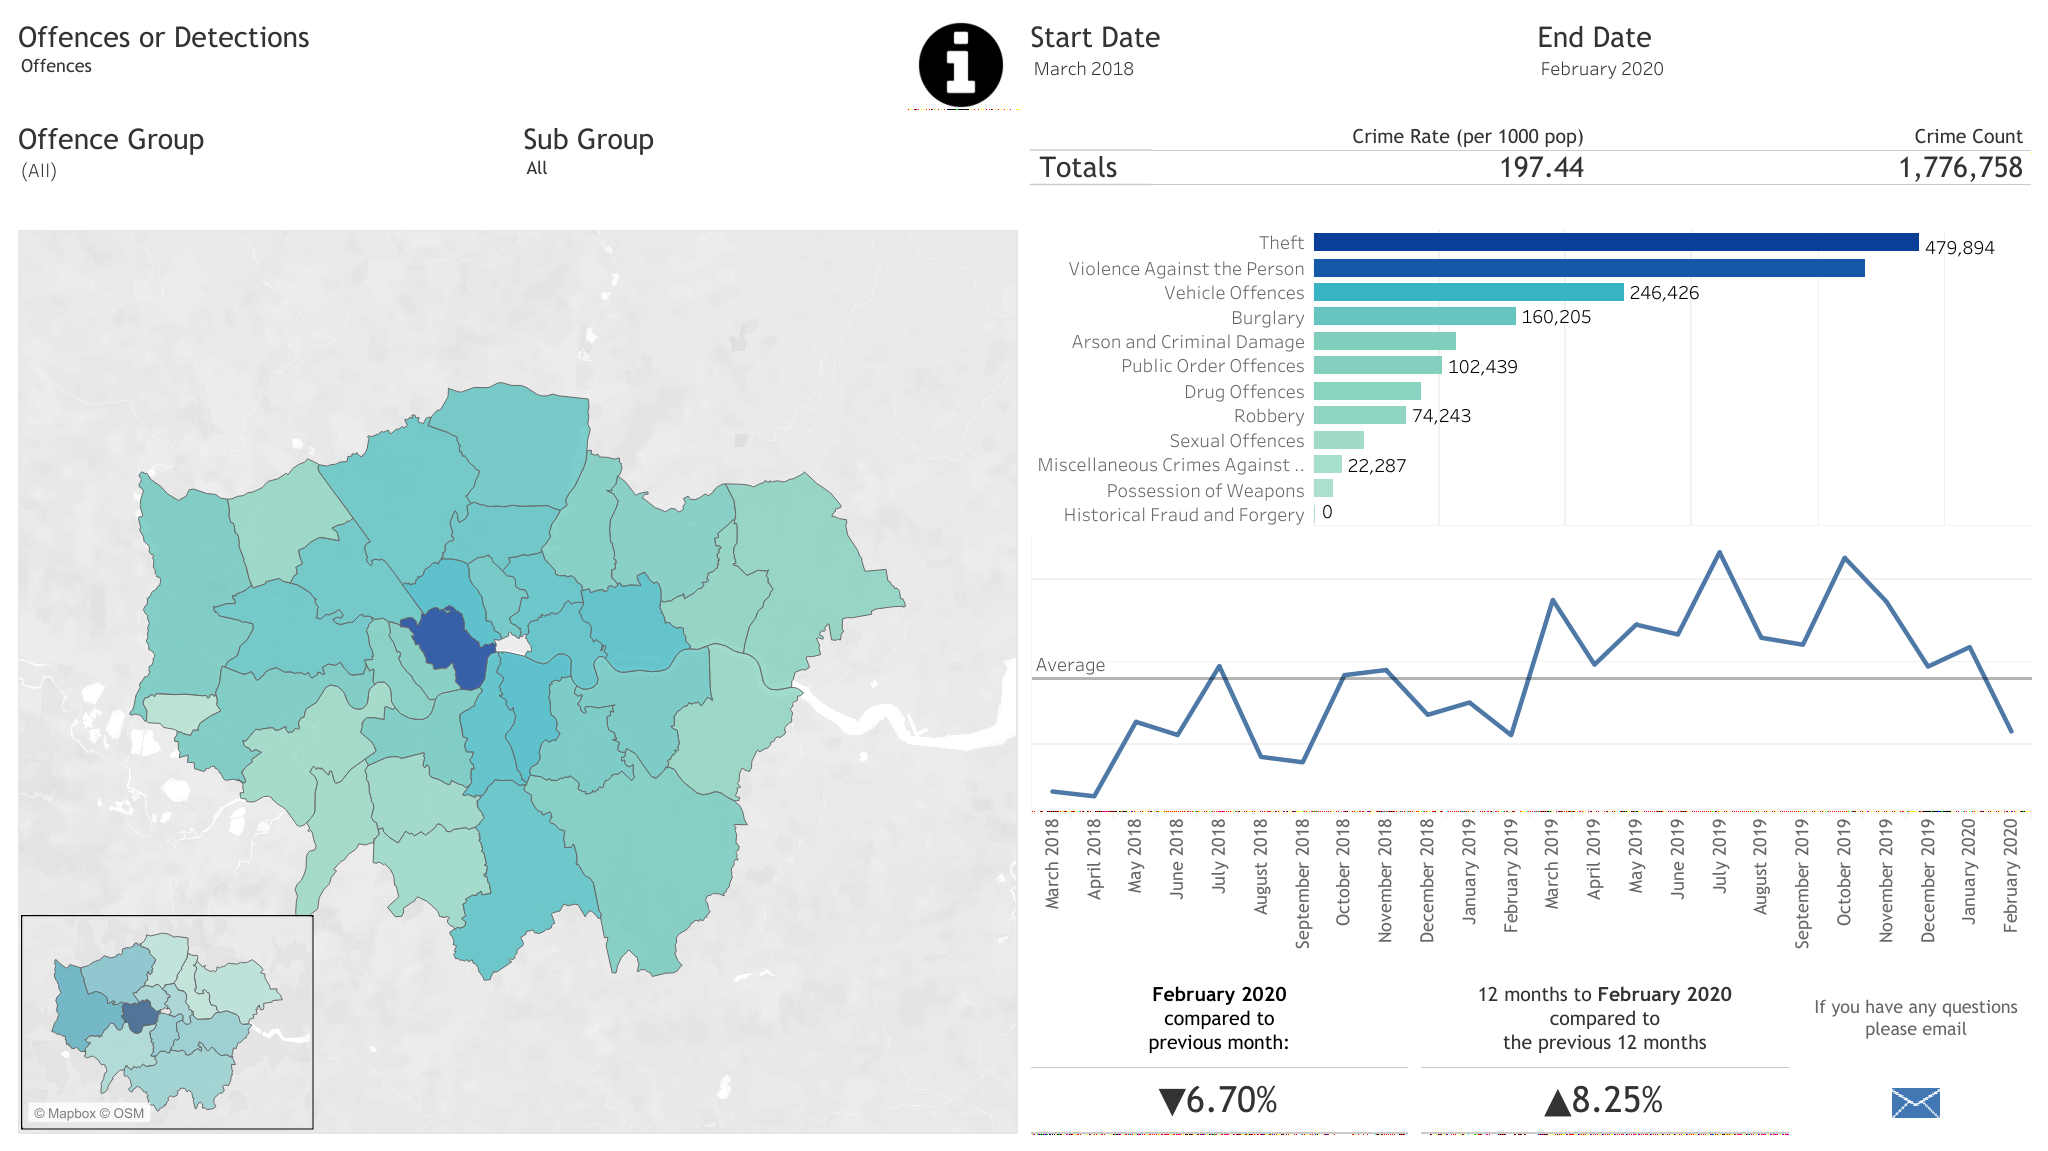 Offences or Detections
Offences
Start Date
March 2018
End Date
February 2020
Offence Group
(All)
Sub Group
All
Crime Rate (per 1000 pop)
Crime Count
Totals
197.44
1,776,758
Theft
479,894
Violence Against the Person
Vehicle Offences
246,426
Burglary
160,205
Arson and Criminal Damage
Public Order Offences
102,439
Drug Offences
Robbery
74,243
Sexual Offences
Miscellaneous Crimes Against ..
22,287
Possession of Weapons
Historical Fraud and Forgery
0
Average
March 2018
April 2018
May 2018
June 2018
July 2018
August 2018
September 2018
October 2018
November 2018
December 2018
January 2019
February 2019
March 2019
April 2019
May 2019
June 2019
July 2019
August 2019
September 2019
October 2019
November 2019
December 2019
January 2020
February 2020
February 2020
compared to
previous month:
▼6.70%
12 months to February 2020
compared to
the previous 12 months
▲8.25%
If you have any questions
please email
© Mapbox © OSM